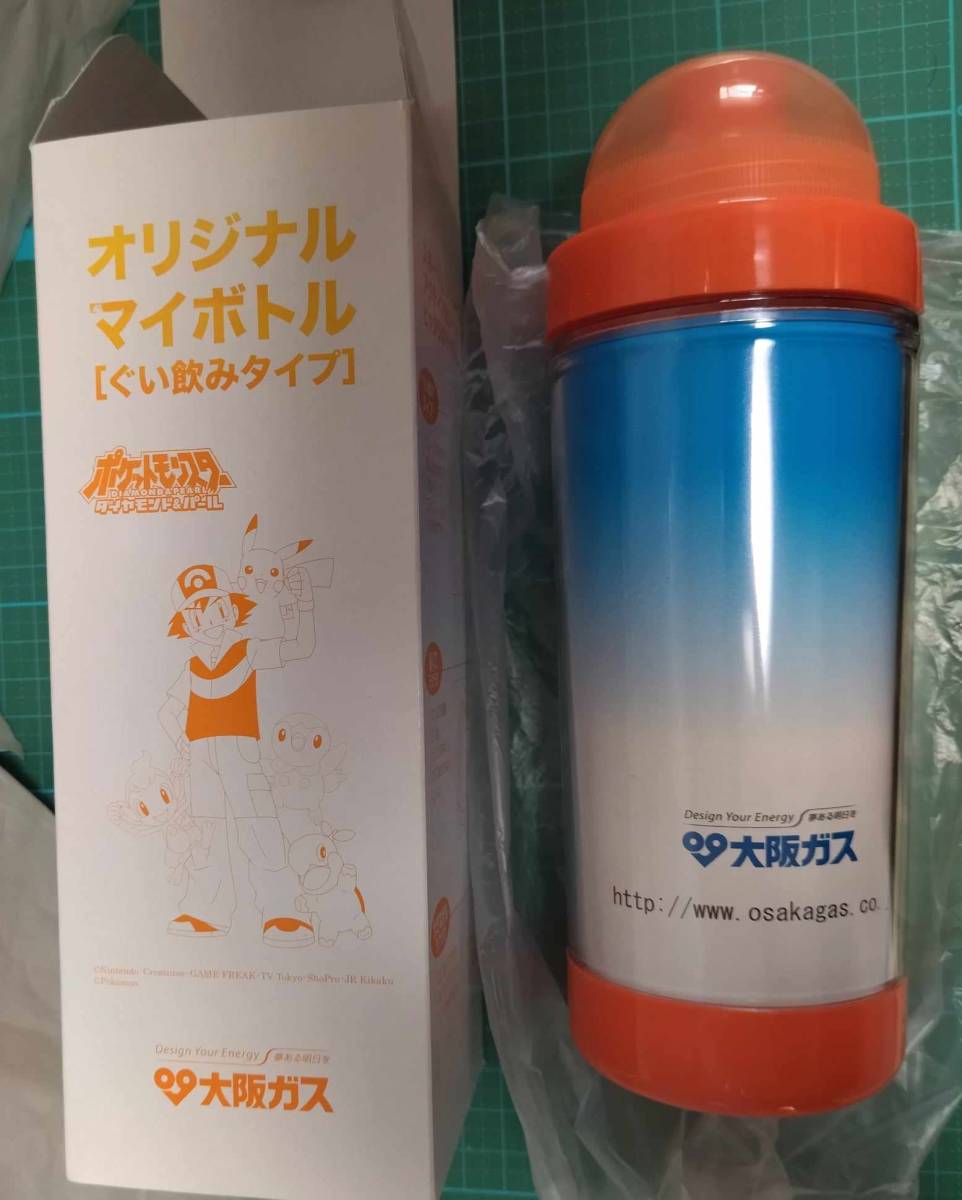 オリジナル
マイボトル
[ぐい飲みタイプ]
ポケットモンスター
DIAMOND&PEARL
ダイヤモンド&パール
©Nintendo・Creatures・GAME FREAK・TV Tokyo・ShoPro・JR Kikaku
©Pokémon
Design Your Energy 夢ある明日を
大阪ガス
Design Your Energy 夢ある明日を
大阪ガス
http://www.osakagas.co.